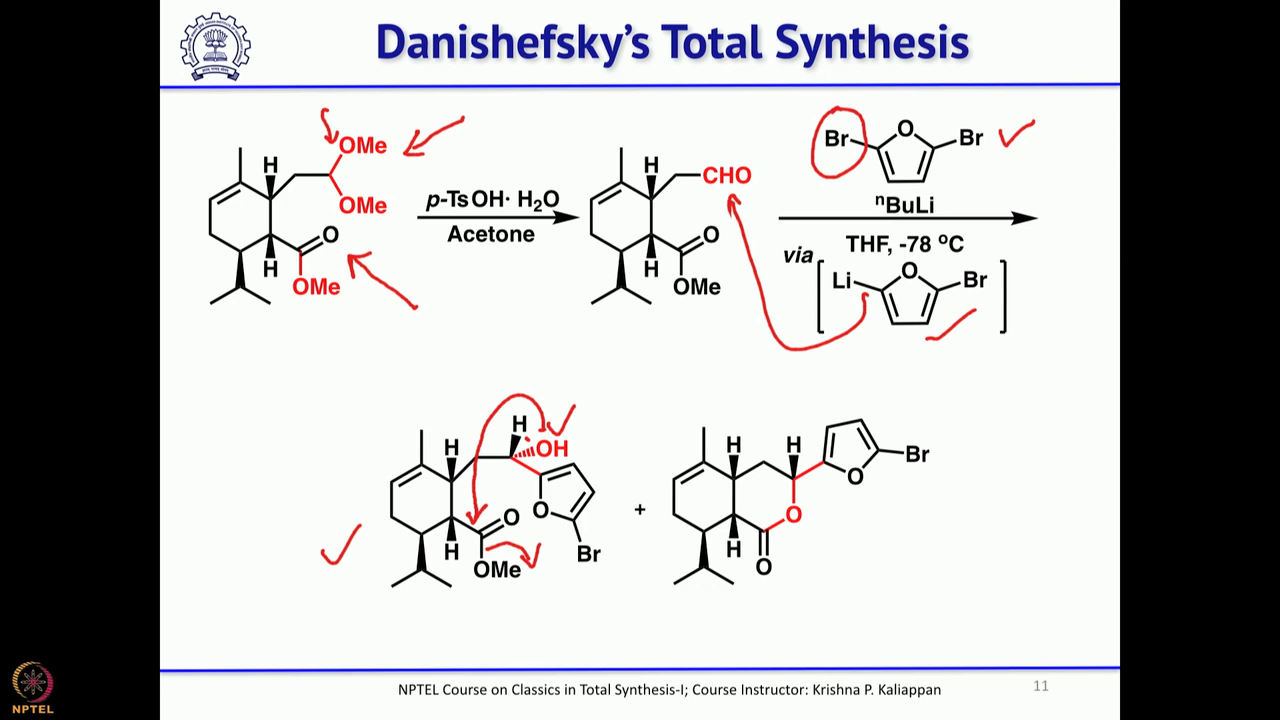 Danishefsky's Total Synthesis
H
OMe
OMe
O
H
OMe
p-TsOH· H₂O
Acetone
H
CHO
O
H
OMe
Br
O
Br
ⁿBuLi
THF, -78 ºC
via
Li
O
Br
H
H
OH
O
O
H
OMe
Br
+
H
H
O
Br
O
H
O
NPTEL
NPTEL Course on Classics in Total Synthesis-I; Course Instructor: Krishna P. Kaliappan
11